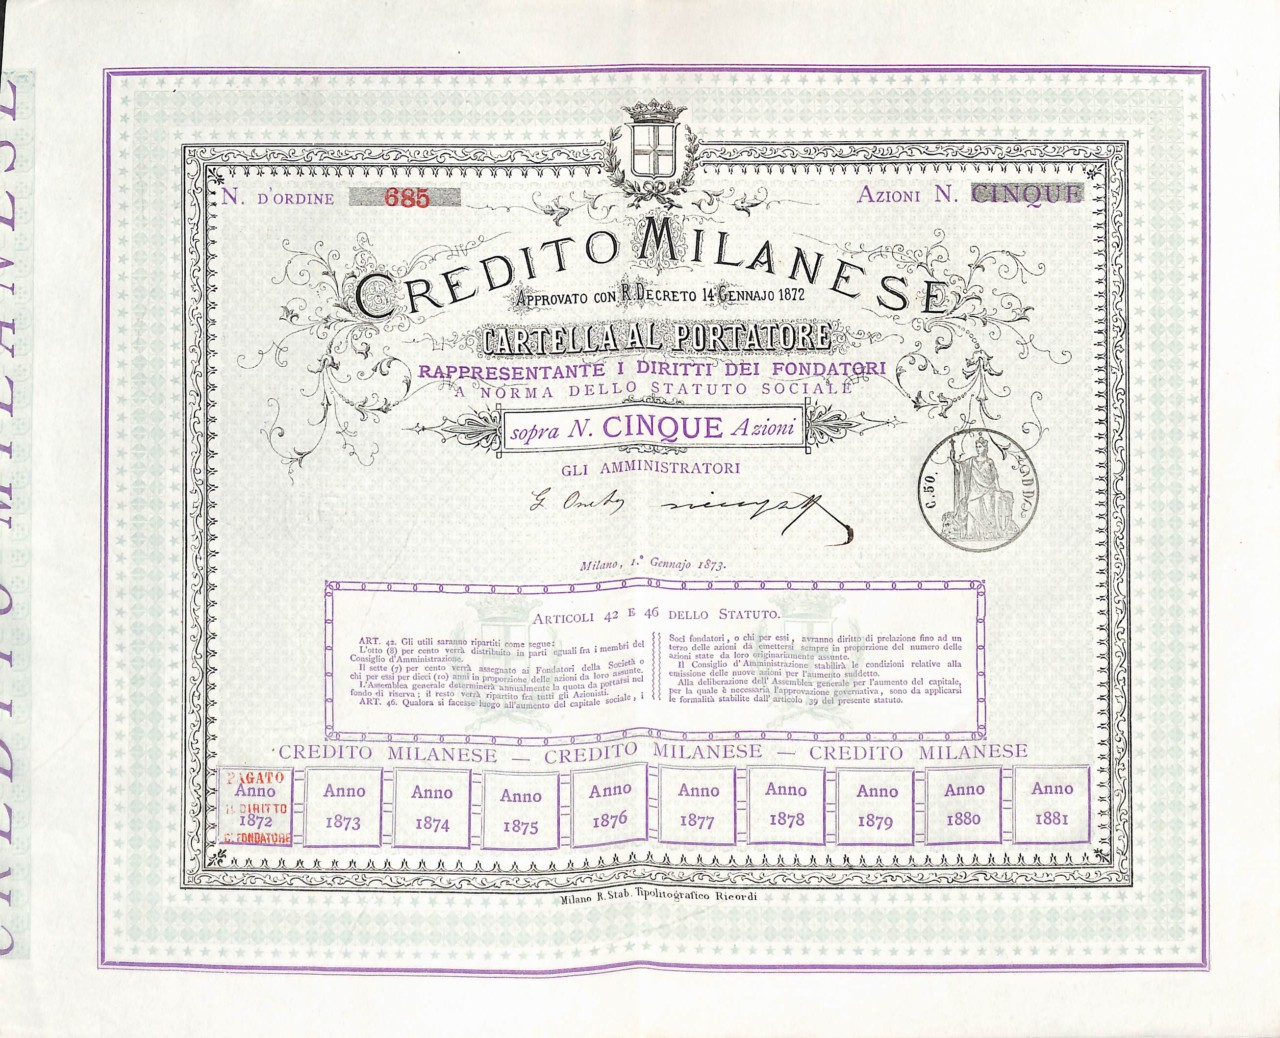 CREDITO MILANESE
N. D'ORDINE 685
AZIONI N. CINQUE
CREDITO MILANESE
APPROVATO CON R. DECRETO 14 GENNAJO 1872
CARTELLA AL PORTATORE
RAPPRESENTANTE I DIRITTI DEI FONDATORI
A NORMA DELLO STATUTO SOCIALE
sopra N. CINQUE Azioni
GLI AMMINISTRATORI
C. 50.
Milano, 1.° Gennajo 1873.
ARTICOLI 42 E 46 DELLO STATUTO.
ART. 42. Gli utili saranno ripartiti come segue:
L'otto (8) per cento verrà distribuito in parti eguali fra i membri del
Consiglio d'Amministrazione.
Il sette (7) per cento verrà assegnato ai Fondatori della Società o
chi per essi per dieci (10) anni in proporzione delle azioni da loro assunte.
L'Assemblea generale determinerà annualmente la quota da portarsi nel
fondo di riserva; il resto verrà ripartito fra tutti gli Azionisti.
ART. 46. Qualora si facesse luogo all'aumento del capitale sociale, i
Soci fondatori, o chi per essi, avranno diritto di prelazione fino ad un
terzo delle azioni da emettersi sempre in proporzione del numero delle
azioni state da loro originariamente assunte.
Il Consiglio d'Amministrazione stabilirà le condizioni relative alla
emissione delle nuove azioni per l'aumento suddetto.
Alla deliberazione dell'Assemblea generale per l'aumento del capitale,
per la quale è necessaria l'approvazione governativa, sono da applicarsi
le formalità stabilite dall'articolo 39 del presente statuto.
CREDITO MILANESE — CREDITO MILANESE — CREDITO MILANESE
PAGATO
Anno
IL DIRITTO
1872
C. FONDATORE
Anno
1873
Anno
1874
Anno
1875
Anno
1876
Anno
1877
Anno
1878
Anno
1879
Anno
1880
Anno
1881
Milano R. Stab. Tipolitografico Ricordi